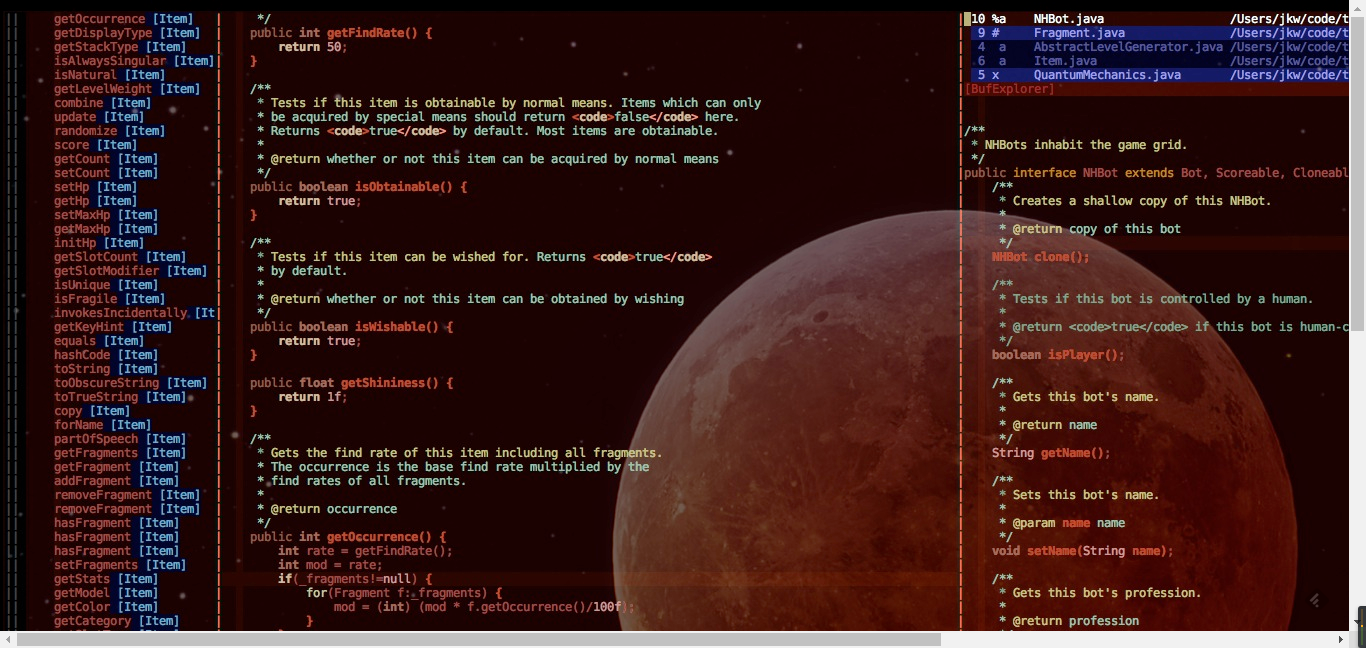 getOccurrence [Item]
getDisplayType [Item]
getStackType [Item]
isAlwaysSingular [Item]
isNatural [Item]
getLevelWeight [Item]
combine [Item]
update [Item]
randomize [Item]
score [Item]
getCount [Item]
setCount [Item]
setHp [Item]
getHp [Item]
setMaxHp [Item]
getMaxHp [Item]
initHp [Item]
getSlotCount [Item]
getSlotModifier [Item]
isUnique [Item]
isFragile [Item]
invokesIncidentally [It
getKeyHint [Item]
equals [Item]
hashCode [Item]
toString [Item]
toObscureString [Item]
toTrueString [Item]
copy [Item]
forName [Item]
partOfSpeech [Item]
getFragments [Item]
getFragment [Item]
addFragment [Item]
removeFragment [Item]
removeFragment [Item]
hasFragment [Item]
hasFragment [Item]
hasFragment [Item]
setFragments [Item]
getStats [Item]
getModel [Item]
getColor [Item]
getCategory [Item]
*/
public int getFindRate() {
return 50;
}
/**
* Tests if this item is obtainable by normal means. Items which can only
* be acquired by special means should return <code>false</code> here.
* Returns <code>true</code> by default. Most items are obtainable.
*
* @return whether or not this item can be acquired by normal means
*/
public boolean isObtainable() {
return true;
}
/**
* Tests if this item can be wished for. Returns <code>true</code>
* by default.
*
* @return whether or not this item can be obtained by wishing
*/
public boolean isWishable() {
return true;
}
public float getShininess() {
return 1f;
}
/**
* Gets the find rate of this item including all fragments.
* The occurrence is the base find rate multiplied by the
* find rates of all fragments.
*
* @return occurrence
*/
public int getOccurrence() {
int rate = getFindRate();
int mod = rate;
if(_fragments!=null) {
for(Fragment f:_fragments) {
mod = (int) (mod * f.getOccurrence()/100f);
}
10 %a NHBot.java /Users/jkw/code/t
9 # Fragment.java /Users/jkw/code/t
4 a AbstractLevelGenerator.java /Users/jkw/code/t
6 a Item.java /Users/jkw/code/t
5 x QuantumMechanics.java /Users/jkw/code/t
[BufExplorer]
/**
* NHBots inhabit the game grid.
*/
public interface NHBot extends Bot, Scoreable, Cloneabl
/**
* Creates a shallow copy of this NHBot.
*
* @return copy of this bot
*/
NHBot clone();
/**
* Tests if this bot is controlled by a human.
*
* @return <code>true</code> if this bot is human-c
*/
boolean isPlayer();
/**
* Gets this bot's name.
*
* @return name
*/
String getName();
/**
* Sets this bot's name.
*
* @param name name
*/
void setName(String name);
/**
* Gets this bot's profession.
*
* @return profession